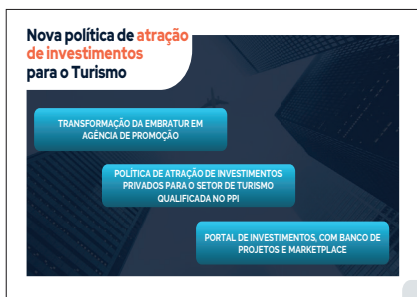 Nova política de atração
de investimentos
para o Turismo
TRANSFORMAÇÃO DA EMBRATUR EM
AGÊNCIA DE PROMOÇÃO
POLÍTICA DE ATRAÇÃO DE INVESTIMENTOS
PRIVADOS PARA O SETOR DE TURISMO
QUALIFICADA NO PPI
PORTAL DE INVESTIMENTOS, COM BANCO DE
PROJETOS E MARKETPLACE